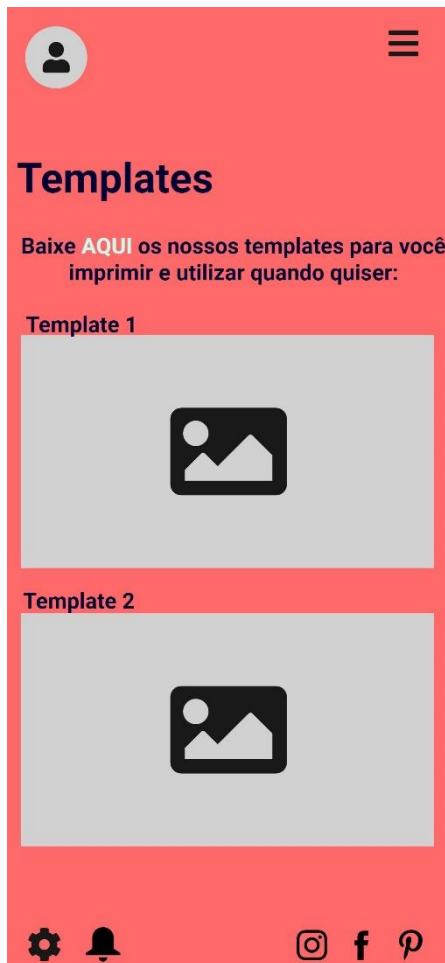 Templates
Baixe AQUI os nossos templates para você
imprimir e utilizar quando quiser:
Template 1
Template 2